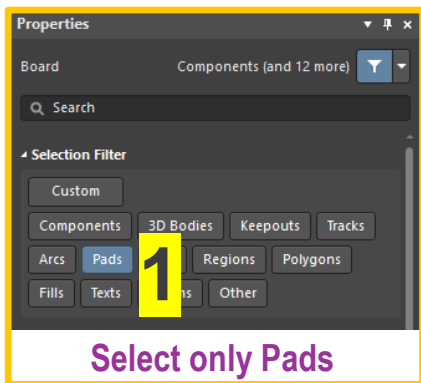 Properties
Board Components (and 12 more)
Search
Selection Filter
Custom
Components 3D Bodies Keepouts Tracks
Arcs Pads Regions Polygons
Fills Texts Other
1
Select only Pads